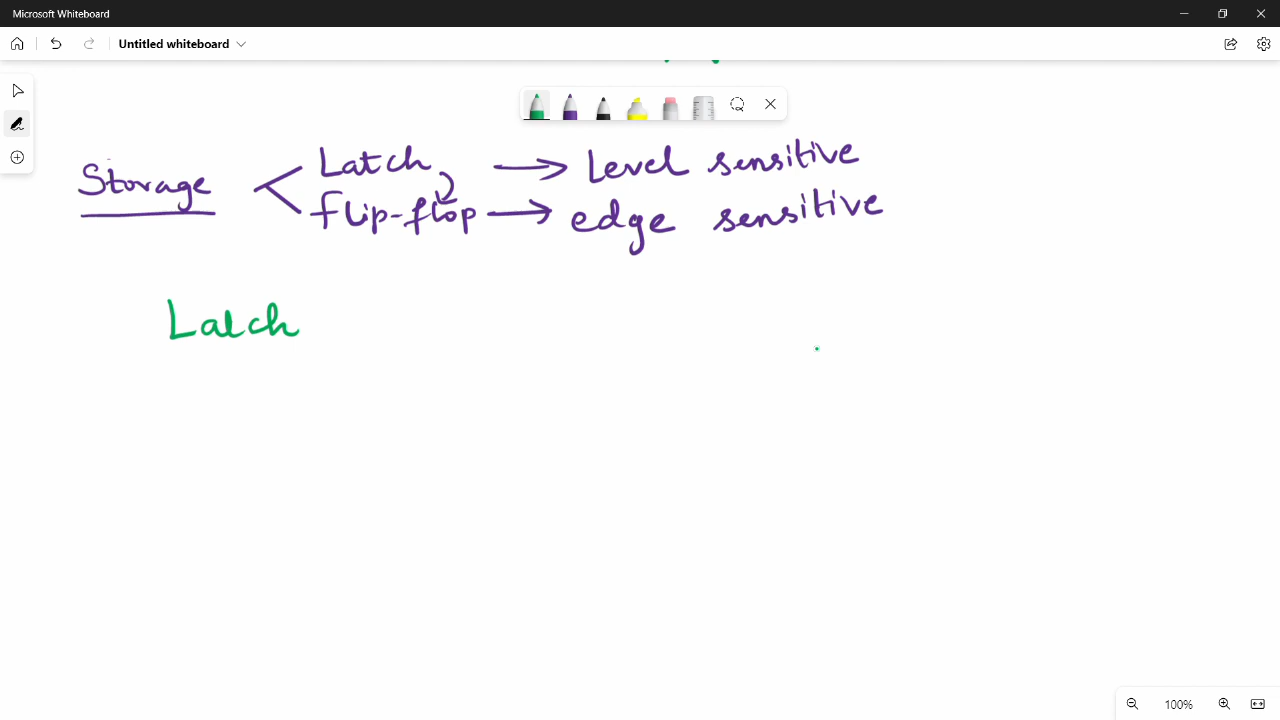 Microsoft Whiteboard
Untitled whiteboard
Storage < Latch → Level sensitive
flip-flop → edge sensitive
Latch
100%